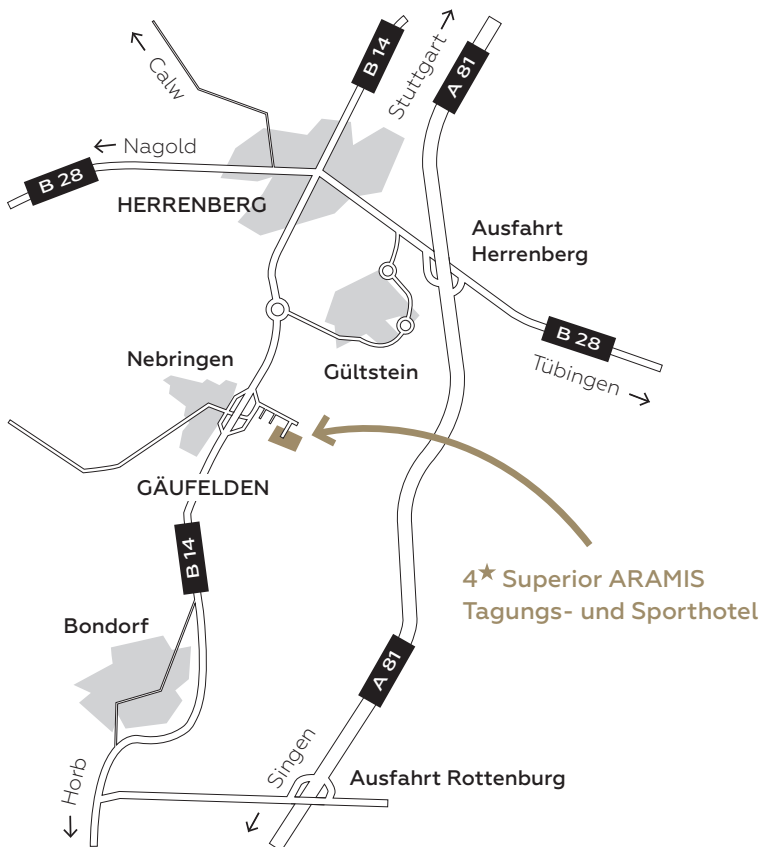 B 14
Stuttgart
A 81
Calw
Nagold
B 28
HERRENBERG
Ausfahrt
Herrenberg
B 28
Tübingen
Nebringen
Gültstein
GÄUFELDEN
B 14
4★ Superior ARAMIS
Tagungs- und Sporthotel
Bondorf
A 81
Horb
Singen
Ausfahrt Rottenburg